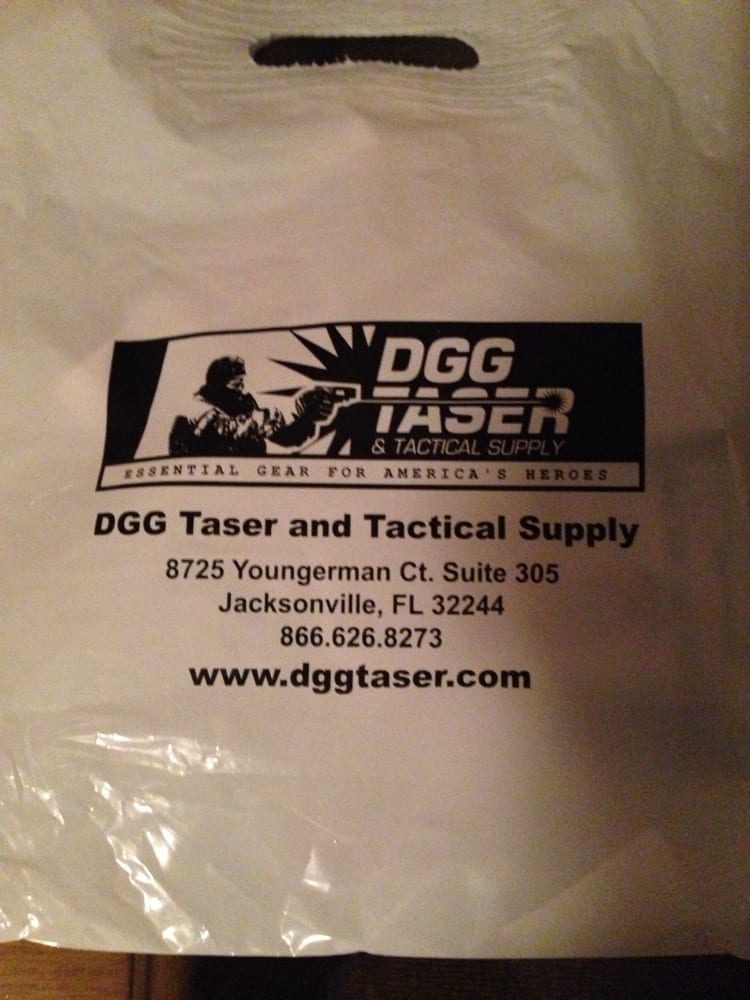 DGG
TASER
& TACTICAL SUPPLY
ESSENTIAL GEAR FOR AMERICA'S HEROES
DGG Taser and Tactical Supply
8725 Youngerman Ct. Suite 305
Jacksonville, FL 32244
866.626.8273
www.dggtaser.com